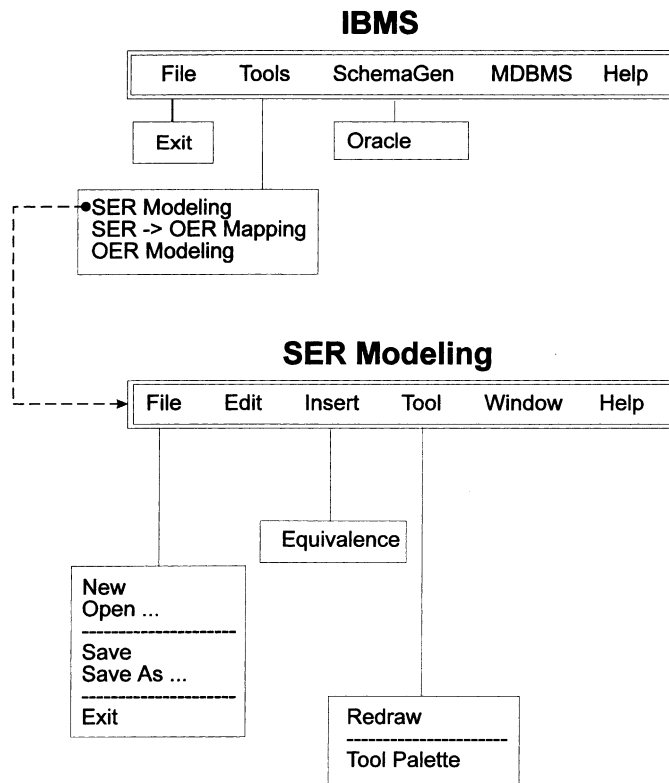 IBMS
File Tools SchemaGen MDBMS Help
Exit
Oracle
SER Modeling
SER -> OER Mapping
OER Modeling
SER Modeling
File Edit Insert Tool Window Help
Equivalence
New
Open ...
Save
Save As ...
Exit
Redraw
Tool Palette